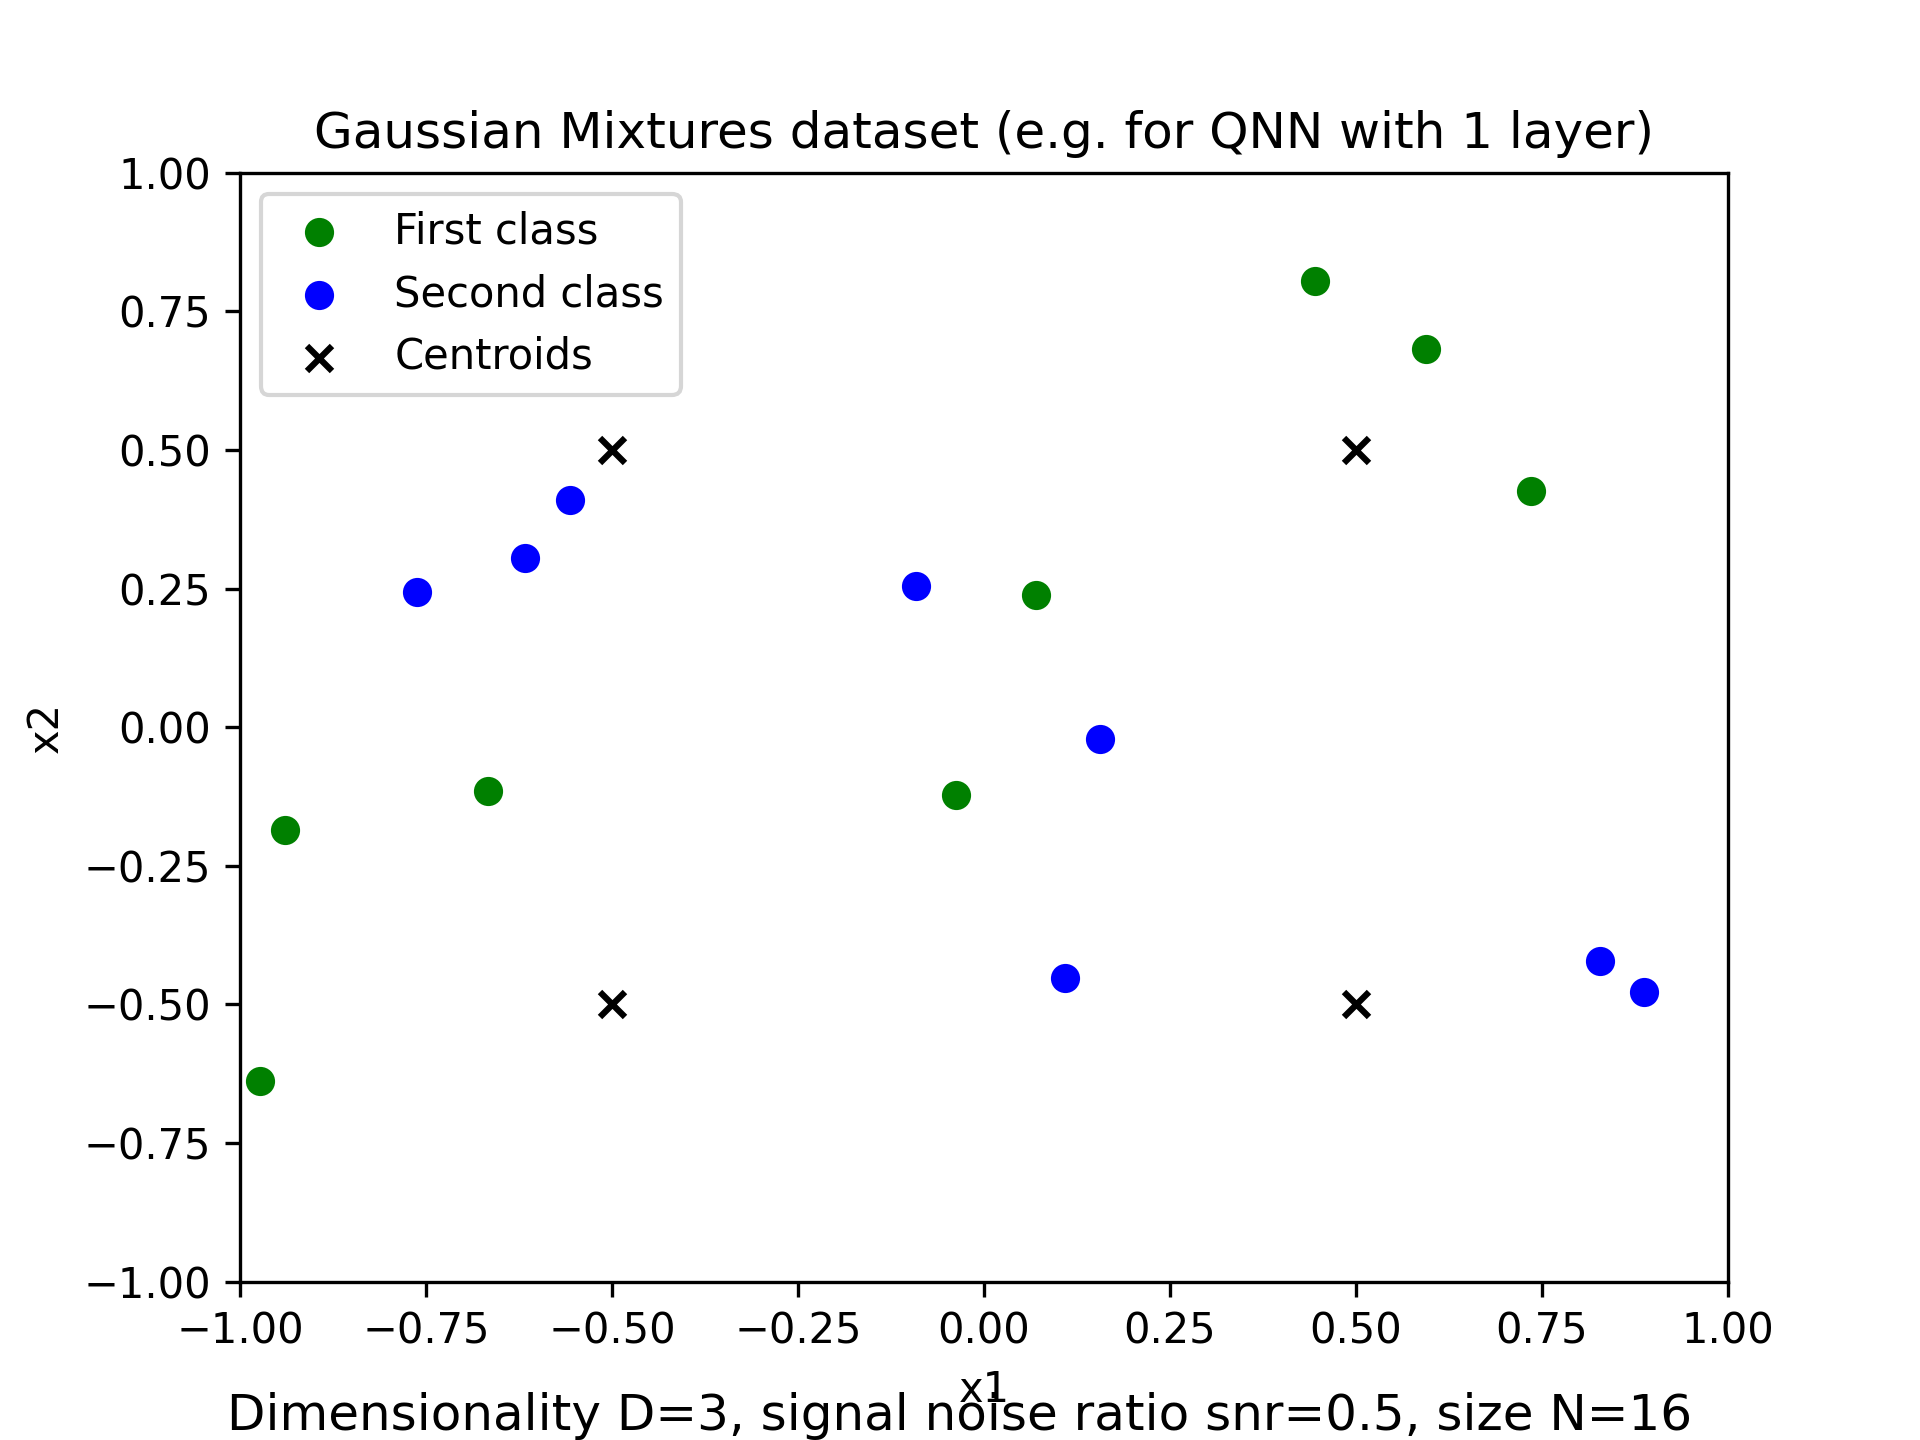 Gaussian Mixtures dataset (e.g. for QNN with 1 layer)
1.00
First class
Second class
Centroids
0.75
0.50
0.25
x2
0.00
−0.25
−0.50
−0.75
−1.00
−1.00 −0.75 −0.50 −0.25 0.00 0.25 0.50 0.75 1.00
x1
Dimensionality D=3, signal noise ratio snr=0.5, size N=16